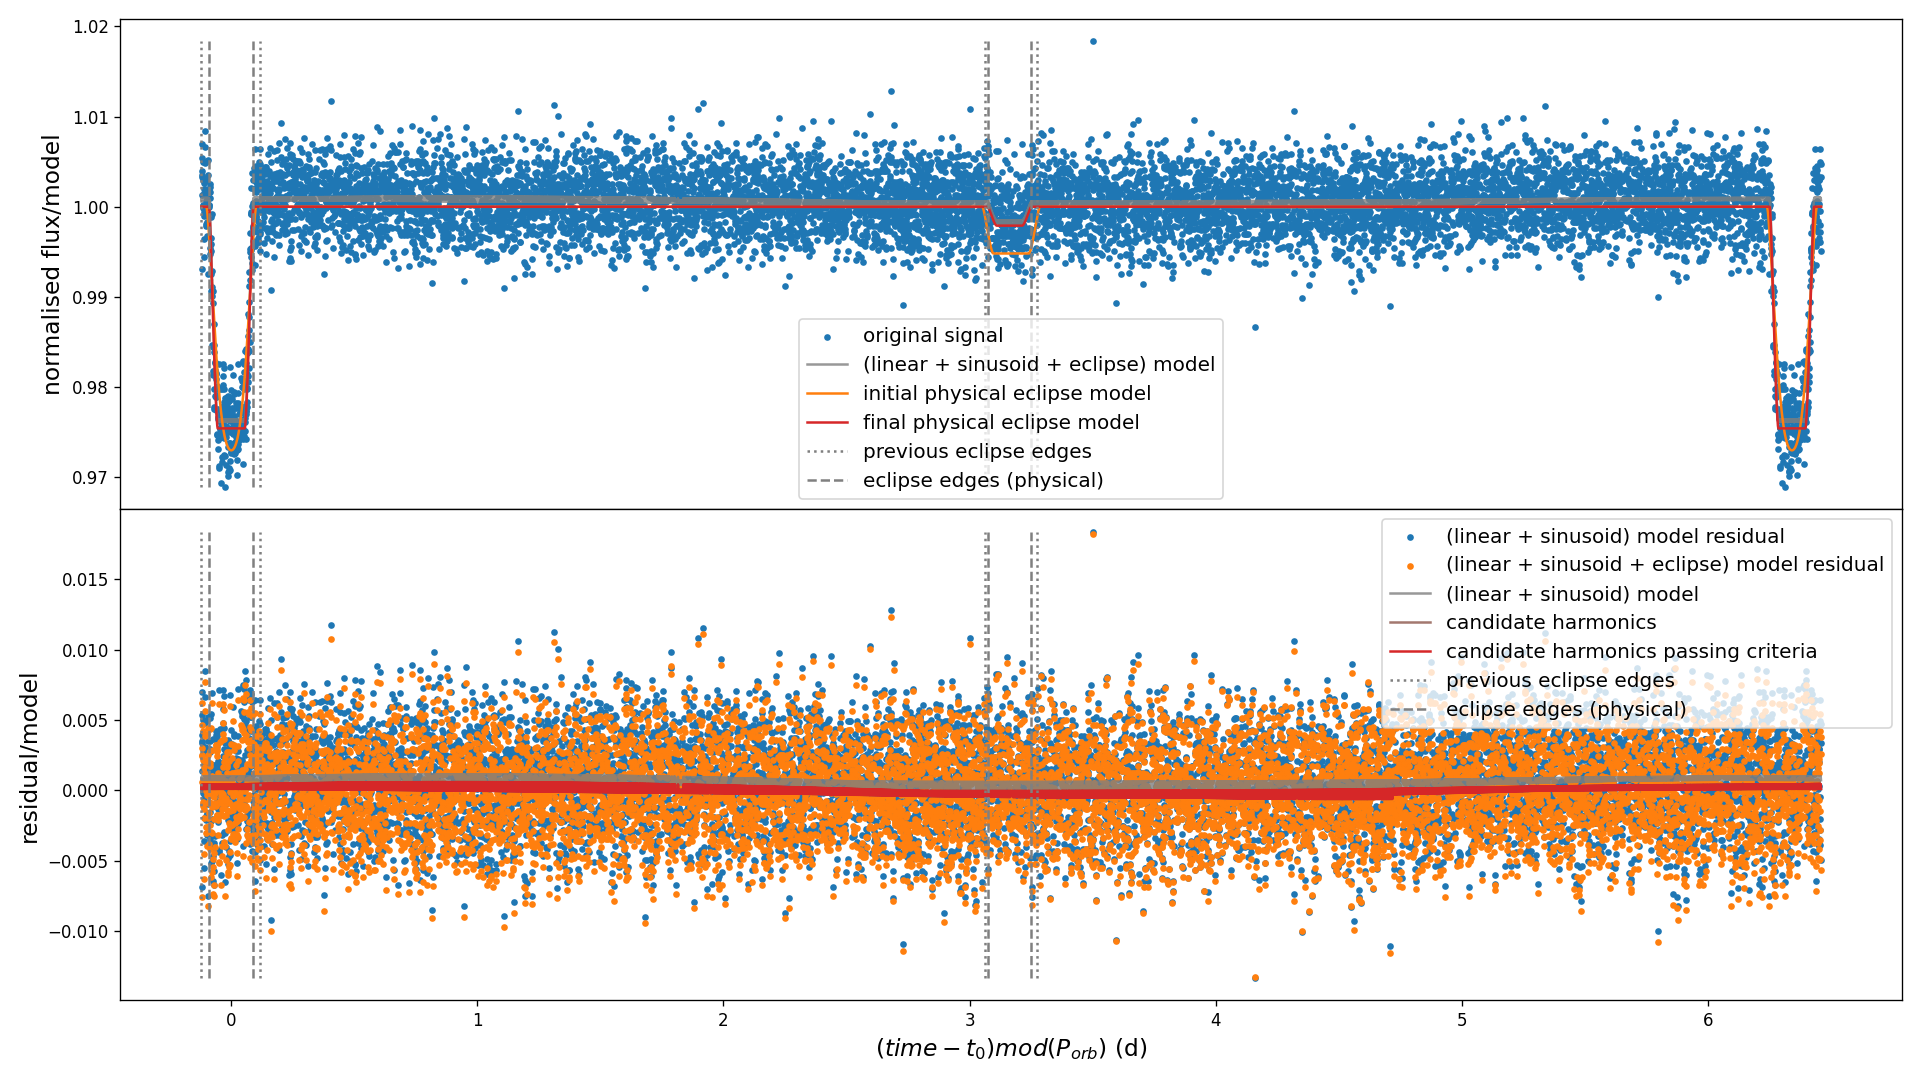 1.02
1.01
1.00
0.99
0.98
0.97
normalised flux/model
original signal
(linear + sinusoid + eclipse) model
initial physical eclipse model
final physical eclipse model
previous eclipse edges
eclipse edges (physical)
0.015
0.010
0.005
0.000
−0.005
−0.010
residual/model
(linear + sinusoid) model residual
(linear + sinusoid + eclipse) model residual
(linear + sinusoid) model
candidate harmonics
candidate harmonics passing criteria
previous eclipse edges
eclipse edges (physical)
0 1 2 3 4 5 6
(time − t₀)mod(Pₒᵣb) (d)